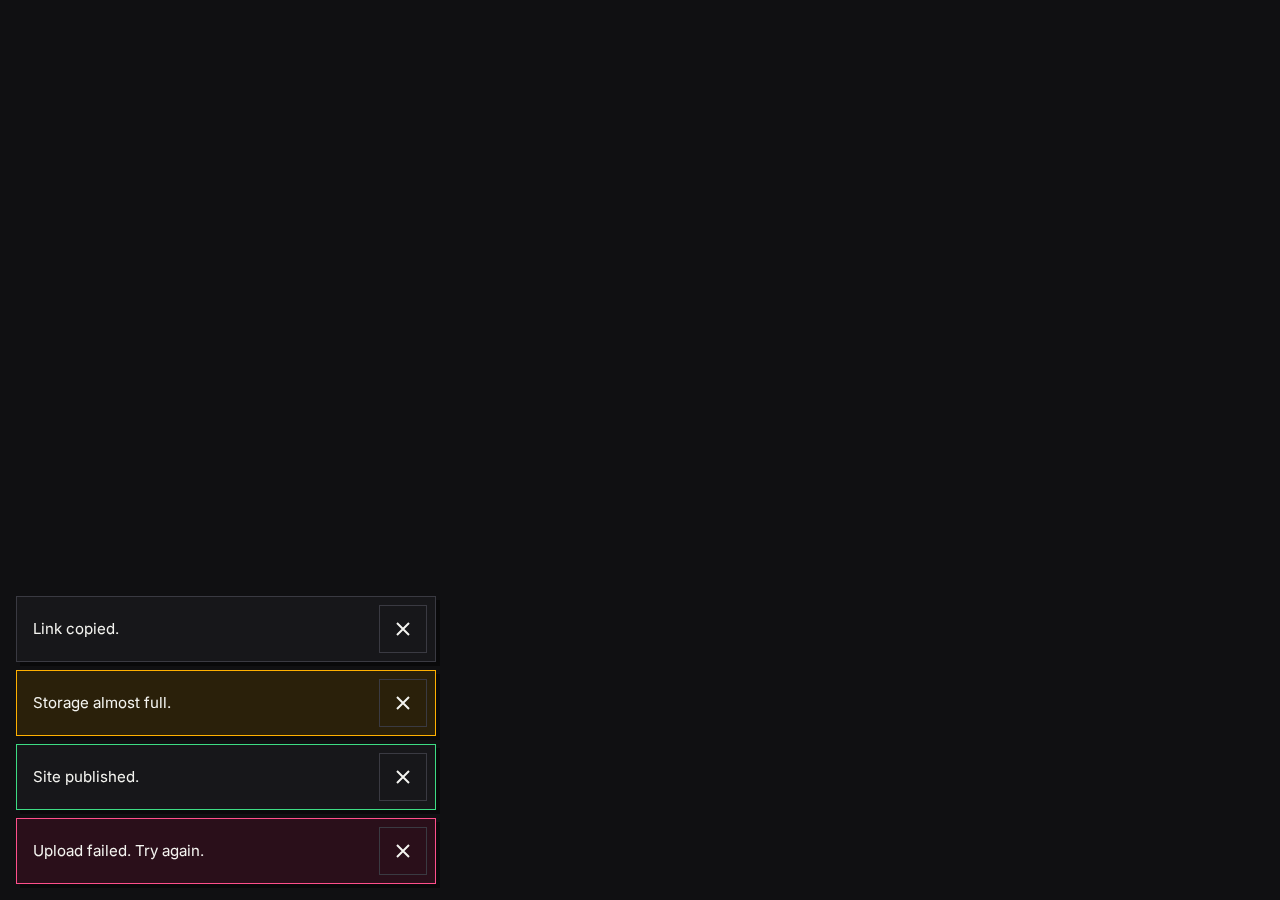 Link copied.
Storage almost full.
Site published.
Upload failed. Try again.